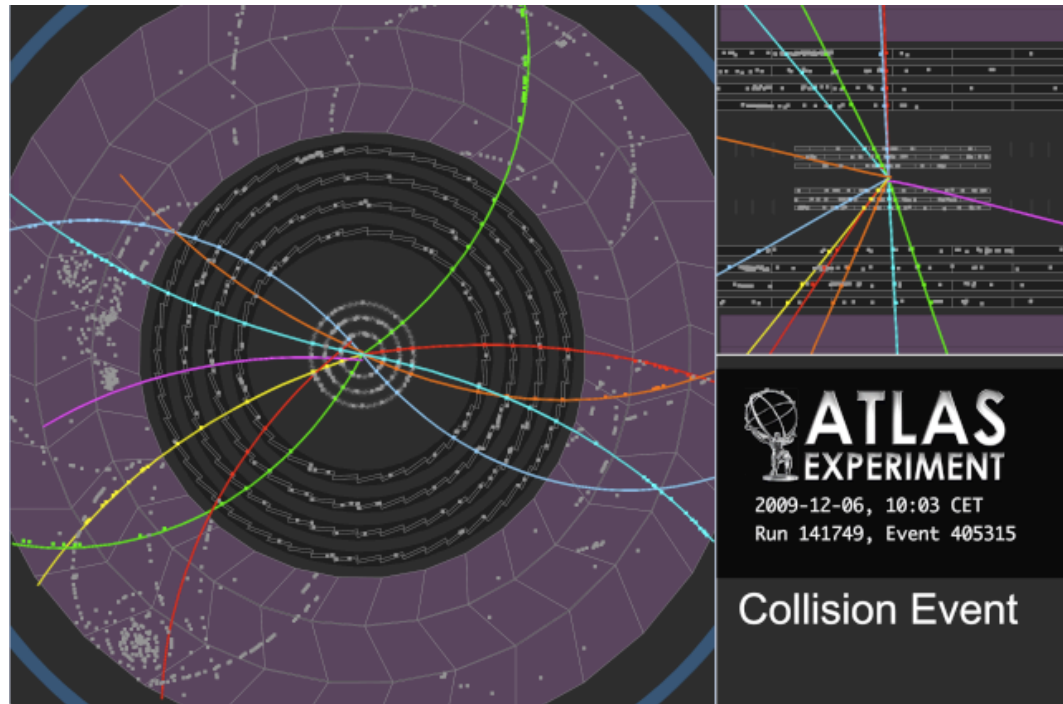 ATLAS
EXPERIMENT
2009-12-06, 10:03 CET
Run 141749, Event 405315
Collision Event